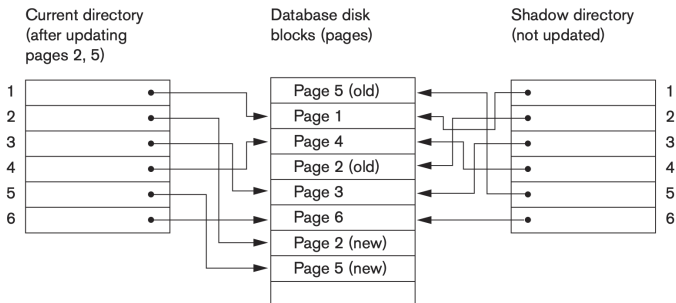 Current directory
(after updating
pages 2, 5)
Database disk
blocks (pages)
Shadow directory
(not updated)
1
2
3
4
5
6
Page 5 (old)
Page 1
Page 4
Page 2 (old)
Page 3
Page 6
Page 2 (new)
Page 5 (new)
1
2
3
4
5
6